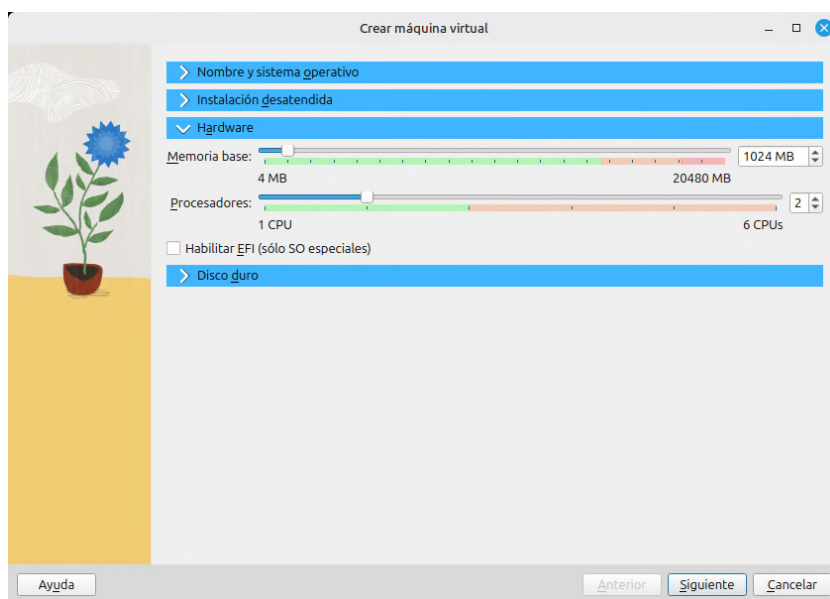 Crear máquina virtual
Nombre y sistema operativo
Instalación desatendida
Hardware
Memoria base: 1024 MB
4 MB 20480 MB
Procesadores: 2
1 CPU 6 CPUs
Habilitar EFI (sólo SO especiales)
Disco duro
Ayuda Anterior Siguiente Cancelar